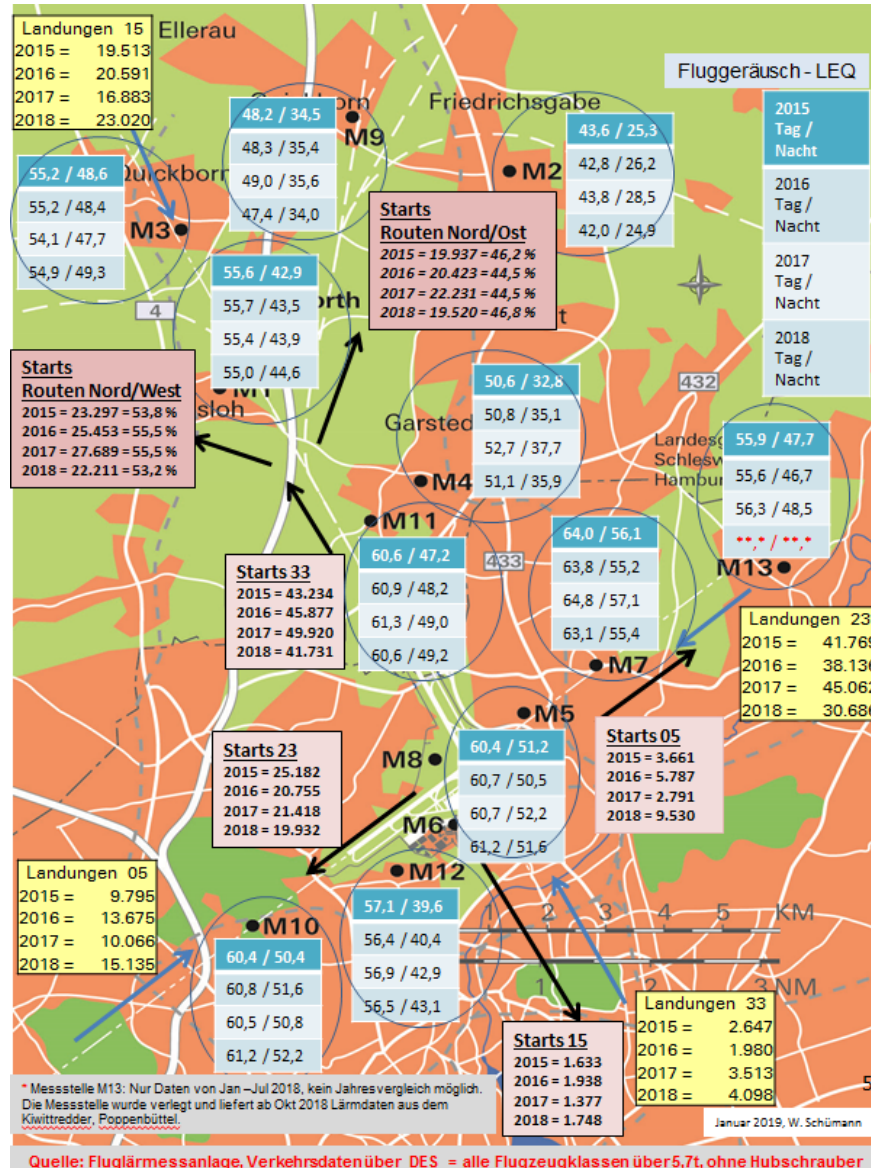 Landungen 15
2015 = 19.513
2016 = 20.591
2017 = 16.883
2018 = 23.020
Ellerau
Fluggeräusch - LEQ
2015
Tag /
Nacht
2016
Tag /
Nacht
2017
Tag /
Nacht
2018
Tag /
Nacht
48,2 / 34,5
48,3 / 35,4
49,0 / 35,6
47,4 / 34,0
M9
Friedrichsgabe
M2
43,6 / 25,3
42,8 / 26,2
43,8 / 28,5
42,0 / 24,9
55,2 / 48,6
55,2 / 48,4
54,1 / 47,7
54,9 / 49,3
Quickborn
M3
Starts
Routen Nord/Ost
2015 = 19.937 =46,2 %
2016 = 20.423 =44,5 %
2017 = 22.231 =44,5 %
2018 = 19.520 =46,8 %
55,6 / 42,9
55,7 / 43,5
55,4 / 43,9
55,0 / 44,6
4
M1
Starts
Routen Nord/West
2015 = 23.297 =53,8 %
2016 = 25.453 =55,5 %
2017 = 27.689 =55,5 %
2018 = 22.211 =53,2 %
50,6 / 32,8
50,8 / 35,1
52,7 / 37,7
51,1 / 35,9
432
M4
55,9 / 47,7
55,6 / 46,7
56,3 / 48,5
**,* / **,*
M13
M11
60,6 / 47,2
60,9 / 48,2
61,3 / 49,0
60,6 / 49,2
433
64,0 / 56,1
63,8 / 55,2
64,8 / 57,1
63,1 / 55,4
M7
Starts 33
2015 = 43.234
2016 = 45.877
2017 = 49.920
2018 = 41.731
Landungen 23
2015 = 41.769
2016 = 38.136
2017 = 45.062
2018 = 30.686
M5
60,4 / 51,2
60,7 / 50,5
60,7 / 52,2
61,2 / 51,6
Starts 05
2015 = 3.661
2016 = 5.787
2017 = 2.791
2018 = 9.530
Starts 23
2015 = 25.182
2016 = 20.755
2017 = 21.418
2018 = 19.932
M8
M6
M12
Landungen 05
2015 = 9.795
2016 = 13.675
2017 = 10.066
2018 = 15.135
M10
57,1 / 39,6
56,4 / 40,4
56,9 / 42,9
56,5 / 43,1
60,4 / 50,4
60,8 / 51,6
60,5 / 50,8
61,2 / 52,2
1 2 3 4 5 KM
1 2 3 NM
Landungen 33
2015 = 2.647
2016 = 1.980
2017 = 3.513
2018 = 4.098
Starts 15
2015 = 1.633
2016 = 1.938
2017 = 1.377
2018 = 1.748
* Messstelle M13: Nur Daten von Jan –Jul 2018, kein Jahresvergleich möglich.
Die Messstelle wurde verlegt und liefert ab Okt 2018 Lärmdaten aus dem
Kiwittredder, Poppenbüttel.
5
Januar 2019, W. Schümann
Quelle: Fluglärmessanlage, Verkehrsdaten über DES = alle Flugzeugklassen über 5,7t, ohne Hubschrauber